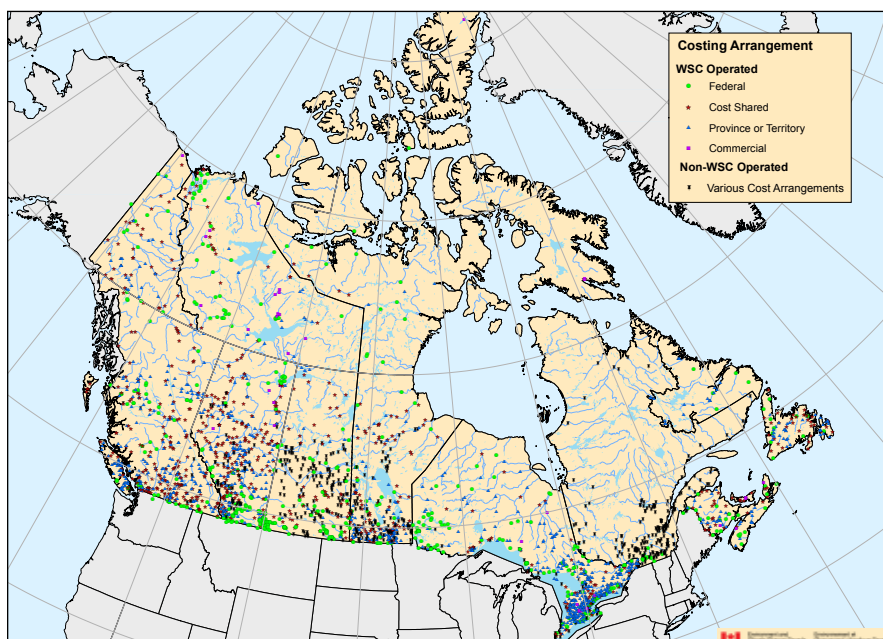 Costing Arrangement
WSC Operated
Federal
Cost Shared
Province or Territory
Commercial
Non-WSC Operated
Various Cost Arrangements